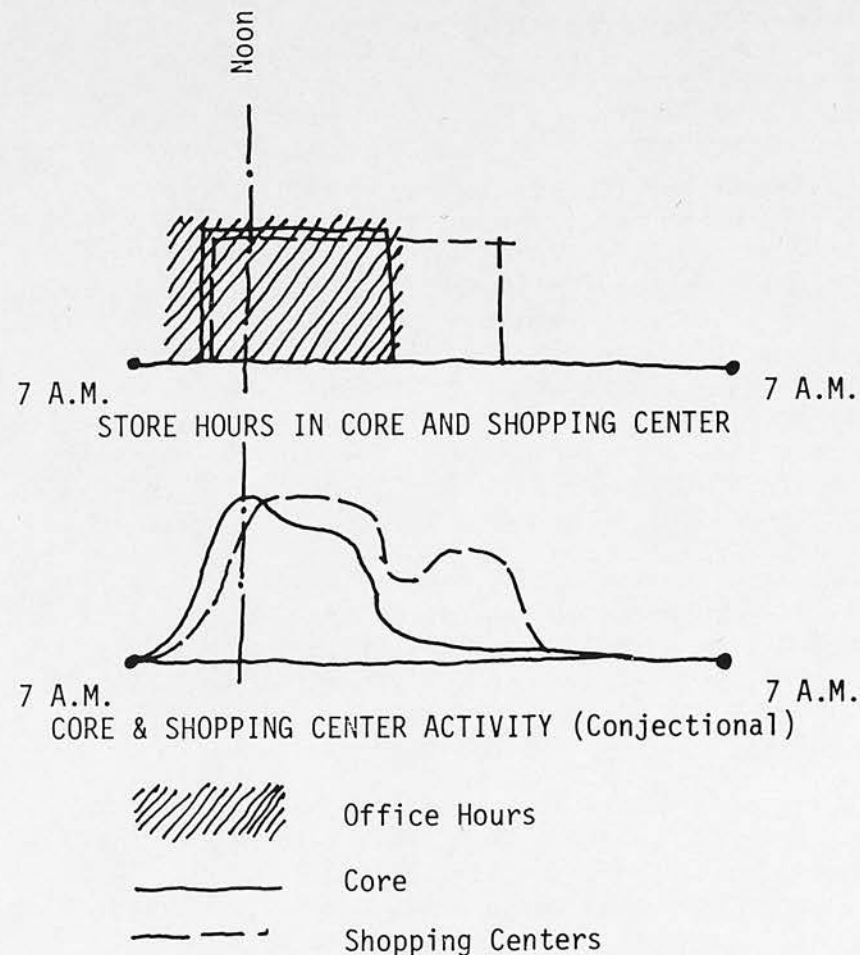 Noon
7 A.M. 7 A.M.
STORE HOURS IN CORE AND SHOPPING CENTER
7 A.M. 7 A.M.
CORE & SHOPPING CENTER ACTIVITY (Conjectional)
Office Hours
Core
Shopping Centers